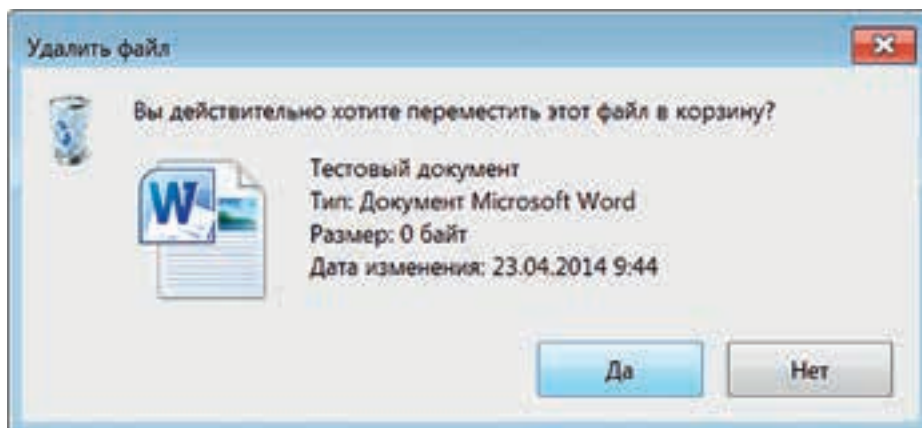 Удалить файл
Вы действительно хотите переместить этот файл в корзину?
Тестовый документ
Тип: Документ Microsoft Word
Размер: 0 байт
Дата изменения: 23.04.2014 9:44
Да
Нет